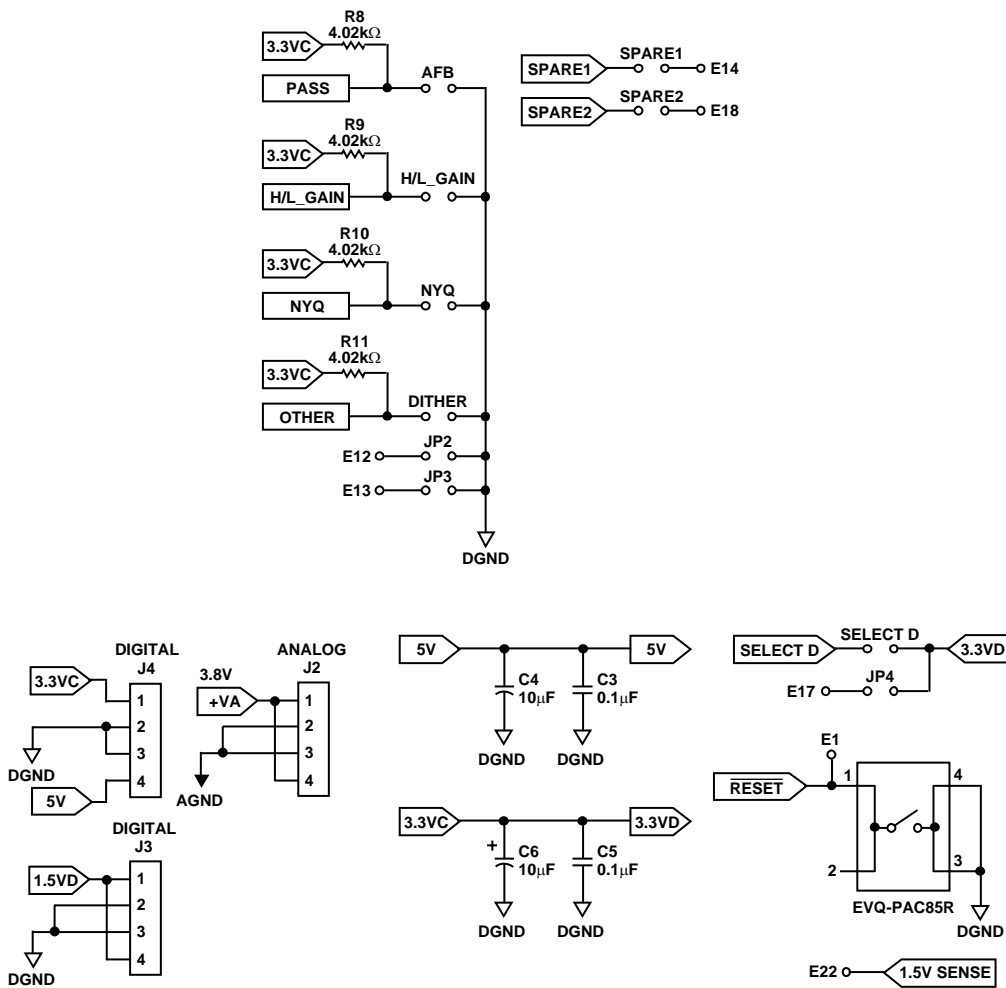 R8
4.02kΩ
3.3VC
PASS
AFB
R9
4.02kΩ
3.3VC
H/L_GAIN
H/L_GAIN
R10
4.02kΩ
3.3VC
NYQ
NYQ
R11
4.02kΩ
3.3VC
OTHER
DITHER
E12
JP2
E13
JP3
DGND
SPARE1
SPARE1
E14
SPARE2
SPARE2
E18
DIGITAL
J4
3.3VC
1
2
3
4
DGND
5V
ANALOG
J2
3.8V
+VA
1
2
3
4
AGND
DIGITAL
J3
1.5VD
1
2
3
4
DGND
5V
5V
C4
10μF
C3
0.1μF
DGND
DGND
3.3VC
3.3VD
+
C6
10μF
C5
0.1μF
DGND
DGND
SELECT D
SELECT D
3.3VD
E17
JP4
E1
RESET
1
4
2
3
EVQ-PAC85R
DGND
E22
1.5V SENSE